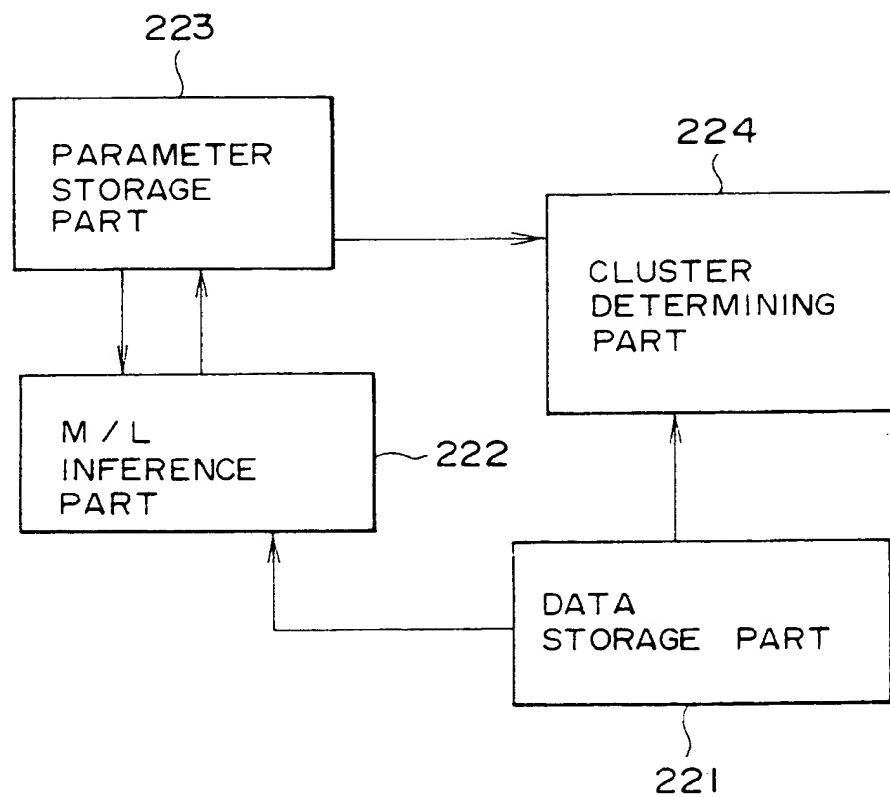 223
PARAMETER
STORAGE
PART
224
CLUSTER
DETERMINING
PART
M / L
INFERENCE
PART
222
DATA
STORAGE PART
221